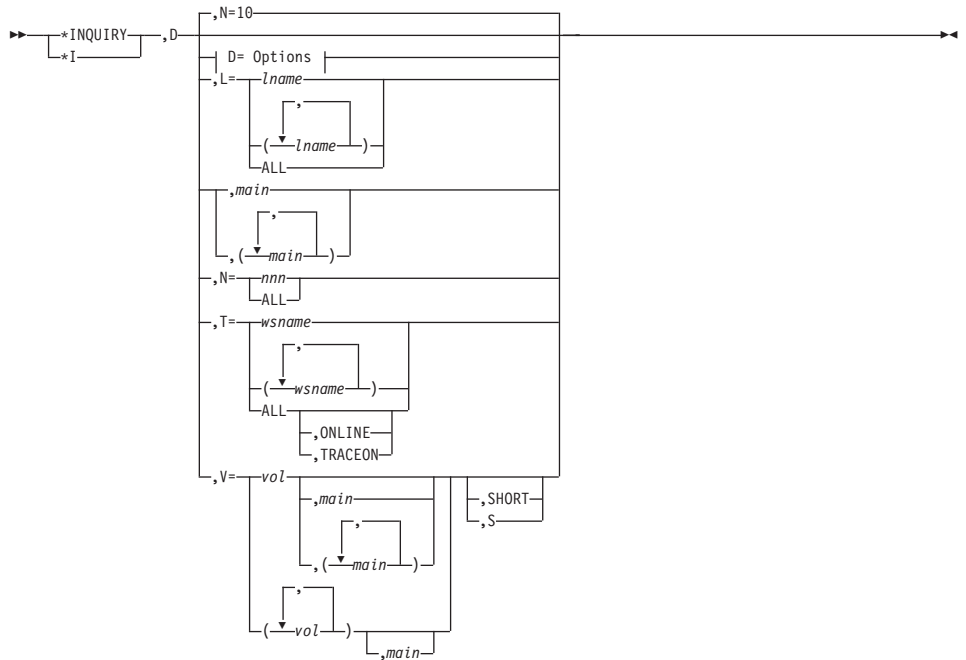 ,N=10
*INQUIRY ,D
*I D= Options
,L= lname
,
( lname )
ALL
,main
,
,( main )
,N= nnn
ALL
,T= wsname
,
( wsname )
ALL
,ONLINE
,TRACEON
,V= vol
,main ,SHORT
, ,S
,( main )
,
( vol )
,main